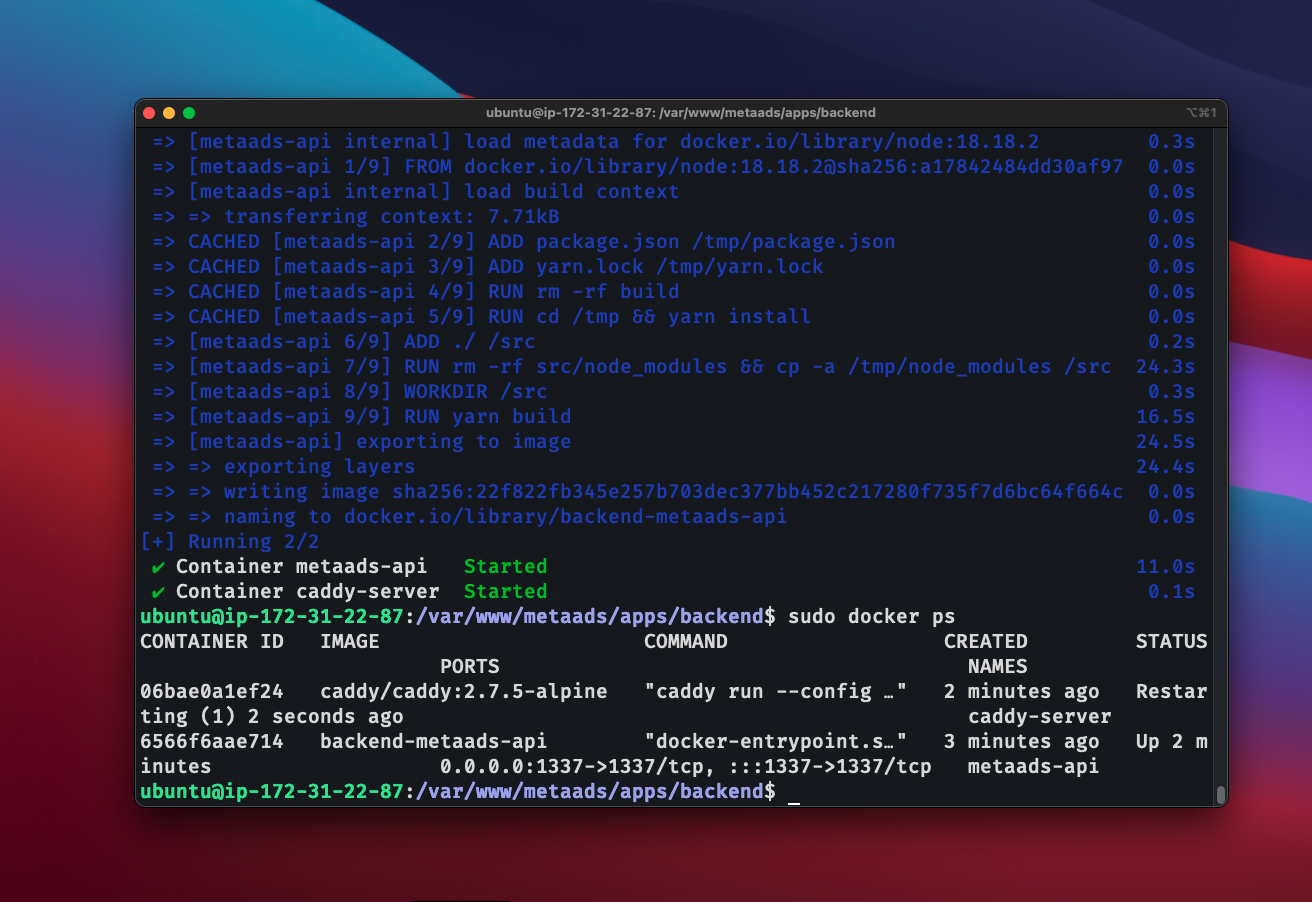 ubuntu@ip-172-31-22-87: /var/www/metaads/apps/backend ⌥⌘1
=> [metaads-api internal] load metadata for docker.io/library/node:18.18.2 0.3s
=> [metaads-api 1/9] FROM docker.io/library/node:18.18.2@sha256:a17842484dd30af97 0.0s
=> [metaads-api internal] load build context 0.0s
=> => transferring context: 7.71kB 0.0s
=> CACHED [metaads-api 2/9] ADD package.json /tmp/package.json 0.0s
=> CACHED [metaads-api 3/9] ADD yarn.lock /tmp/yarn.lock 0.0s
=> CACHED [metaads-api 4/9] RUN rm -rf build 0.0s
=> CACHED [metaads-api 5/9] RUN cd /tmp && yarn install 0.0s
=> [metaads-api 6/9] ADD ./ /src 0.2s
=> [metaads-api 7/9] RUN rm -rf src/node_modules && cp -a /tmp/node_modules /src 24.3s
=> [metaads-api 8/9] WORKDIR /src 0.3s
=> [metaads-api 9/9] RUN yarn build 16.5s
=> [metaads-api] exporting to image 24.5s
=> => exporting layers 24.4s
=> => writing image sha256:22f822fb345e257b703dec377bb452c217280f735f7d6bc64f664c 0.0s
=> => naming to docker.io/library/backend-metaads-api 0.0s
[+] Running 2/2
✔ Container metaads-api Started 11.0s
✔ Container caddy-server Started 0.1s
ubuntu@ip-172-31-22-87:/var/www/metaads/apps/backend$ sudo docker ps
CONTAINER ID IMAGE COMMAND CREATED STATUS
PORTS NAMES
06bae0a1ef24 caddy/caddy:2.7.5-alpine "caddy run --config …" 2 minutes ago Restar
ting (1) 2 seconds ago caddy-server
6566f6aae714 backend-metaads-api "docker-entrypoint.s…" 3 minutes ago Up 2 m
inutes 0.0.0.0:1337->1337/tcp, :::1337->1337/tcp metaads-api
ubuntu@ip-172-31-22-87:/var/www/metaads/apps/backend$ _